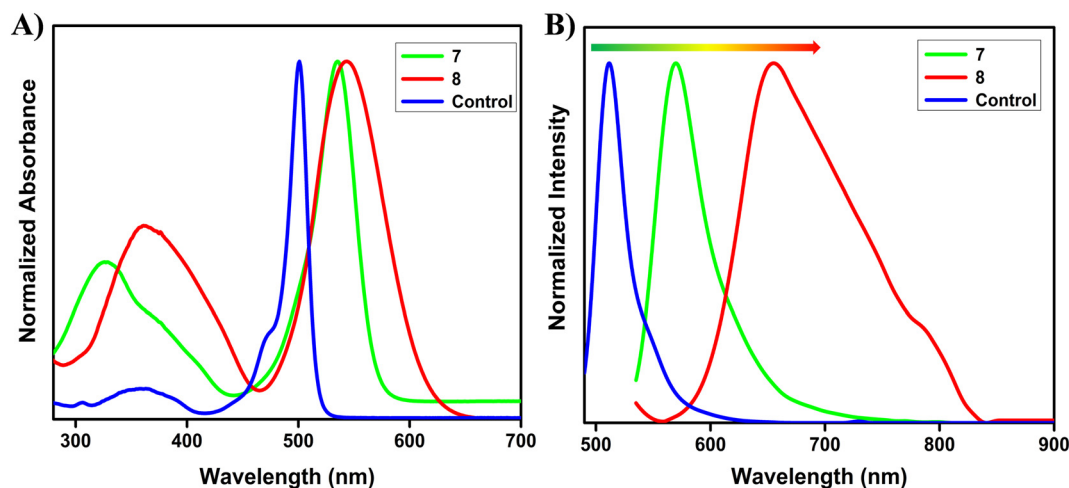 A)
7
8
Control
Normalized Absorbance
300 400 500 600 700
Wavelength (nm)
B)
7
8
Control
Normalized Intensity
500 600 700 800 900
Wavelength (nm)